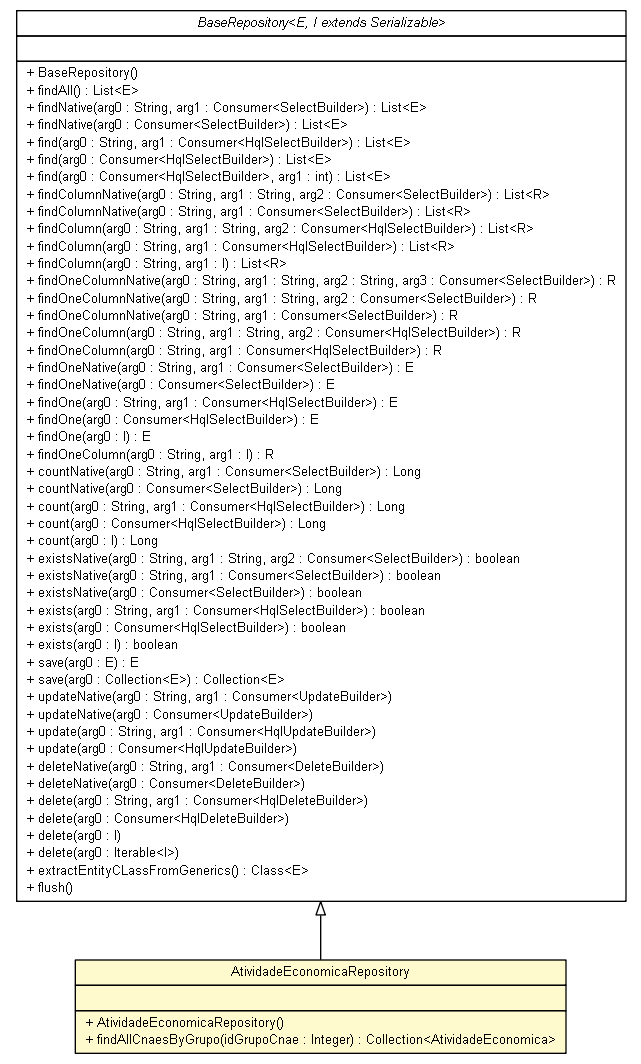 BaseRepository<E, I extends Serializable>
+ BaseRepository()
+ findAll() : List<E>
+ findNative(arg0 : String, arg1 : Consumer<SelectBuilder>) : List<E>
+ findNative(arg0 : Consumer<SelectBuilder>) : List<E>
+ find(arg0 : String, arg1 : Consumer<HqlSelectBuilder>) : List<E>
+ find(arg0 : Consumer<HqlSelectBuilder>) : List<E>
+ find(arg0 : Consumer<HqlSelectBuilder>, arg1 : int) : List<E>
+ findColumnNative(arg0 : String, arg1 : String, arg2 : Consumer<SelectBuilder>) : List<R>
+ findColumnNative(arg0 : String, arg1 : Consumer<SelectBuilder>) : List<R>
+ findColumn(arg0 : String, arg1 : String, arg2 : Consumer<HqlSelectBuilder>) : List<R>
+ findColumn(arg0 : String, arg1 : Consumer<HqlSelectBuilder>) : List<R>
+ findColumn(arg0 : String, arg1 : I) : List<R>
+ findOneColumnNative(arg0 : String, arg1 : String, arg2 : String, arg3 : Consumer<SelectBuilder>) : R
+ findOneColumnNative(arg0 : String, arg1 : String, arg2 : Consumer<SelectBuilder>) : R
+ findOneColumnNative(arg0 : String, arg1 : Consumer<SelectBuilder>) : R
+ findOneColumn(arg0 : String, arg1 : String, arg2 : Consumer<HqlSelectBuilder>) : R
+ findOneColumn(arg0 : String, arg1 : Consumer<HqlSelectBuilder>) : R
+ findOneNative(arg0 : String, arg1 : Consumer<SelectBuilder>) : E
+ findOneNative(arg0 : Consumer<SelectBuilder>) : E
+ findOne(arg0 : String, arg1 : Consumer<HqlSelectBuilder>) : E
+ findOne(arg0 : Consumer<HqlSelectBuilder>) : E
+ findOne(arg0 : I) : E
+ findOneColumn(arg0 : String, arg1 : I) : R
+ countNative(arg0 : String, arg1 : Consumer<SelectBuilder>) : Long
+ countNative(arg0 : Consumer<SelectBuilder>) : Long
+ count(arg0 : String, arg1 : Consumer<HqlSelectBuilder>) : Long
+ count(arg0 : Consumer<HqlSelectBuilder>) : Long
+ count(arg0 : I) : Long
+ existsNative(arg0 : String, arg1 : String, arg2 : Consumer<SelectBuilder>) : boolean
+ existsNative(arg0 : String, arg1 : Consumer<SelectBuilder>) : boolean
+ existsNative(arg0 : Consumer<SelectBuilder>) : boolean
+ exists(arg0 : String, arg1 : Consumer<HqlSelectBuilder>) : boolean
+ exists(arg0 : Consumer<HqlSelectBuilder>) : boolean
+ exists(arg0 : I) : boolean
+ save(arg0 : E) : E
+ save(arg0 : Collection<E>) : Collection<E>
+ updateNative(arg0 : String, arg1 : Consumer<UpdateBuilder>)
+ updateNative(arg0 : Consumer<UpdateBuilder>)
+ update(arg0 : String, arg1 : Consumer<HqlUpdateBuilder>)
+ update(arg0 : Consumer<HqlUpdateBuilder>)
+ deleteNative(arg0 : String, arg1 : Consumer<DeleteBuilder>)
+ deleteNative(arg0 : Consumer<DeleteBuilder>)
+ delete(arg0 : String, arg1 : Consumer<HqlDeleteBuilder>)
+ delete(arg0 : Consumer<HqlDeleteBuilder>)
+ delete(arg0 : I)
+ delete(arg0 : Iterable<I>)
+ extractEntityCLassFromGenerics() : Class<E>
+ flush()
AtividadeEconomicaRepository
+ AtividadeEconomicaRepository()
+ findAllCnaesByGrupo(idGrupoCnae : Integer) : Collection<AtividadeEconomica>